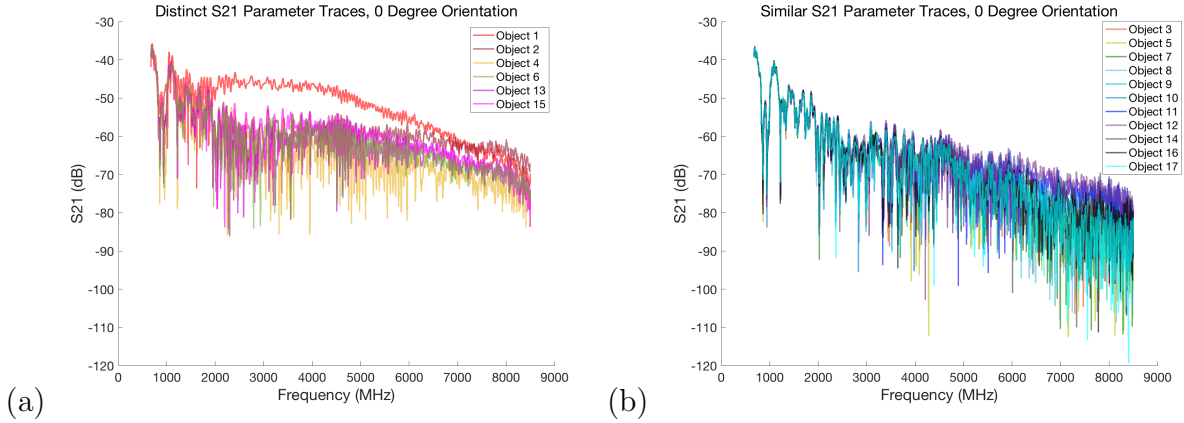 Distinct S21 Parameter Traces, 0 Degree Orientation
-30
-40
-50
-60
-70
-80
-90
-100
-110
-120
S21 (dB)
0
1000
2000
3000
4000
5000
6000
7000
8000
9000
Frequency (MHz)
Object 1
Object 2
Object 4
Object 6
Object 13
Object 15
(a)
Similar S21 Parameter Traces, 0 Degree Orientation
-30
-40
-50
-60
-70
-80
-90
-100
-110
-120
S21 (dB)
0
1000
2000
3000
4000
5000
6000
7000
8000
9000
Frequency (MHz)
Object 3
Object 5
Object 7
Object 8
Object 9
Object 10
Object 11
Object 12
Object 14
Object 16
Object 17
(b)